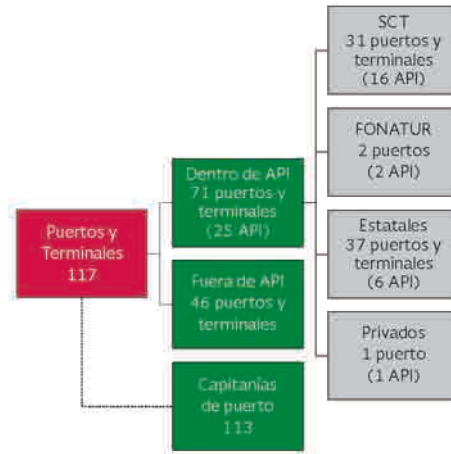 Puertos y
Terminales
117
Dentro de API
71 puertos y
terminales
(25 API)
Fuera de API
46 puertos y
terminales
Capitanías
de puerto
113
SCT
31 puertos y
terminales
(16 API)
FONATUR
2 puertos
(2 API)
Estatales
37 puertos y
terminales
(6 API)
Privados
1 puerto
(1 API)